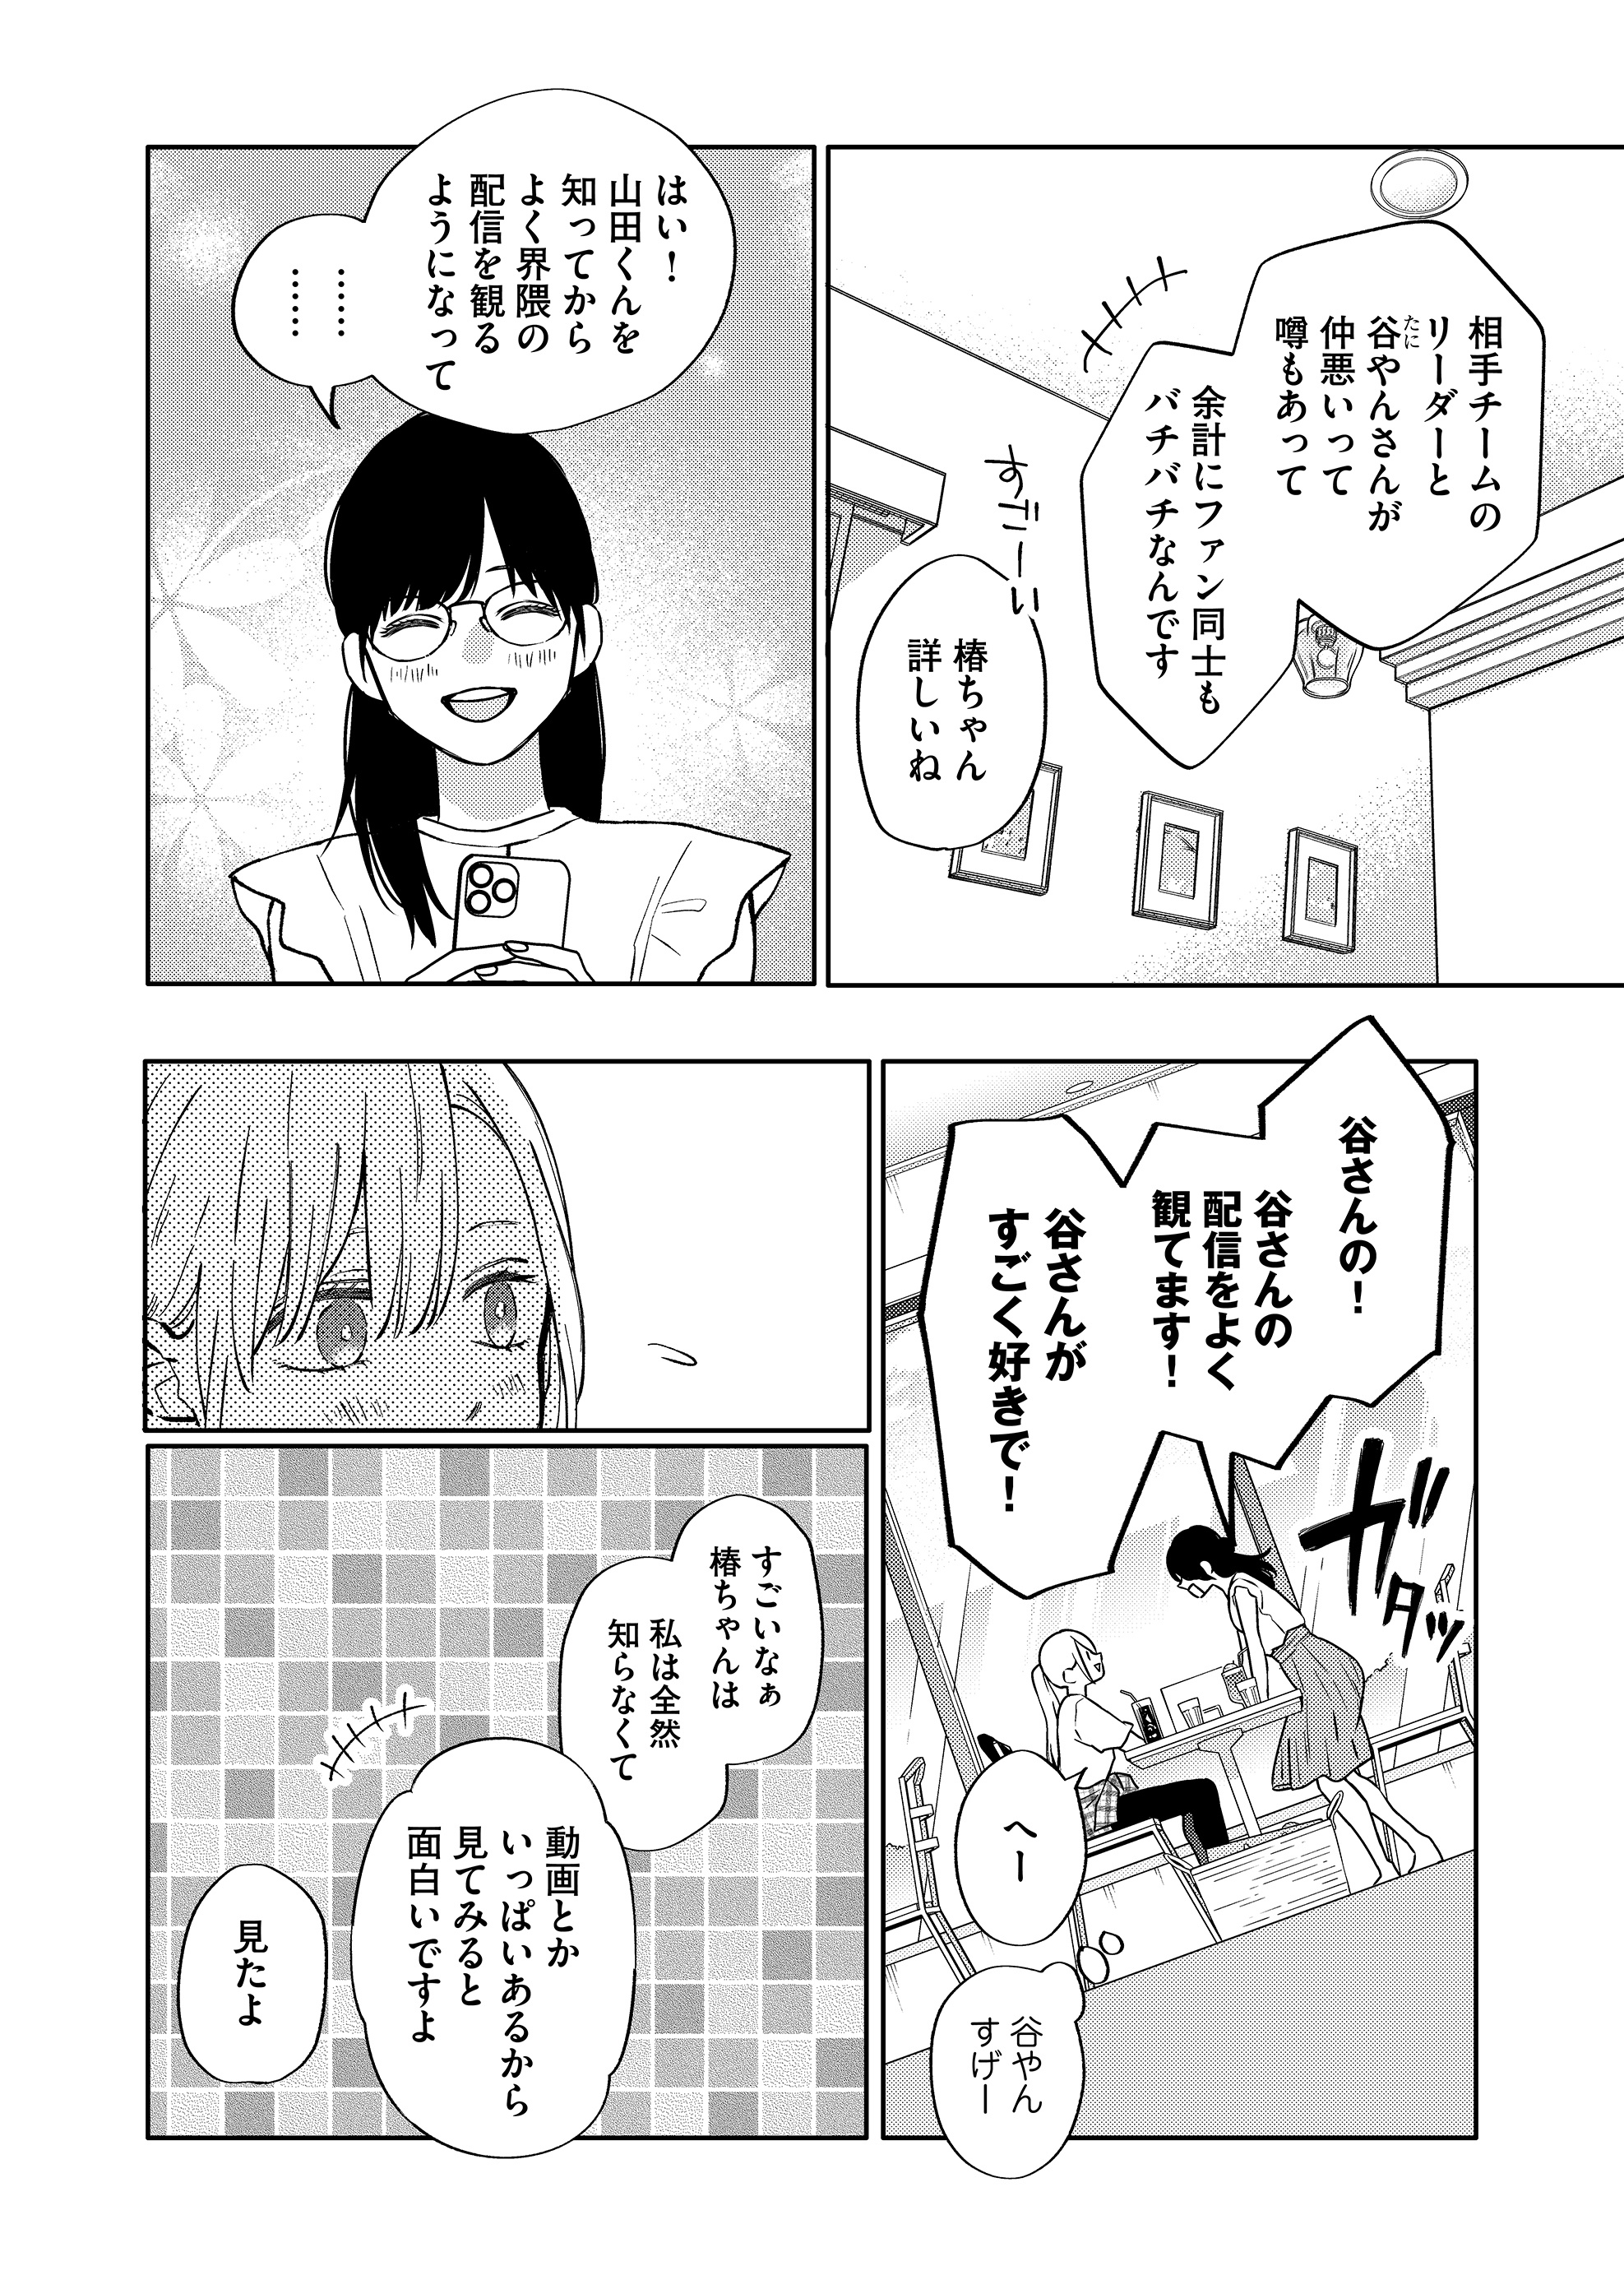 相手チームの
リーダーと
谷やんさんが
たに
仲悪いって
噂もあって
余計にファン同士も
バチバチなんです
すごーい
椿ちゃん
詳しいね
はい！
山田くんを
知ってから
よく界隈の
配信を観る
ようになって
……
……
谷さんの！
谷さんの
配信をよく
観てます！
谷さんが
すごく好きで！
ガタッ
へー
谷やん
すげー
すごいなぁ
椿ちゃんは
私は全然
知らなくて
動画とか
いっぱいあるから
見てみると
面白いですよ
見たよ